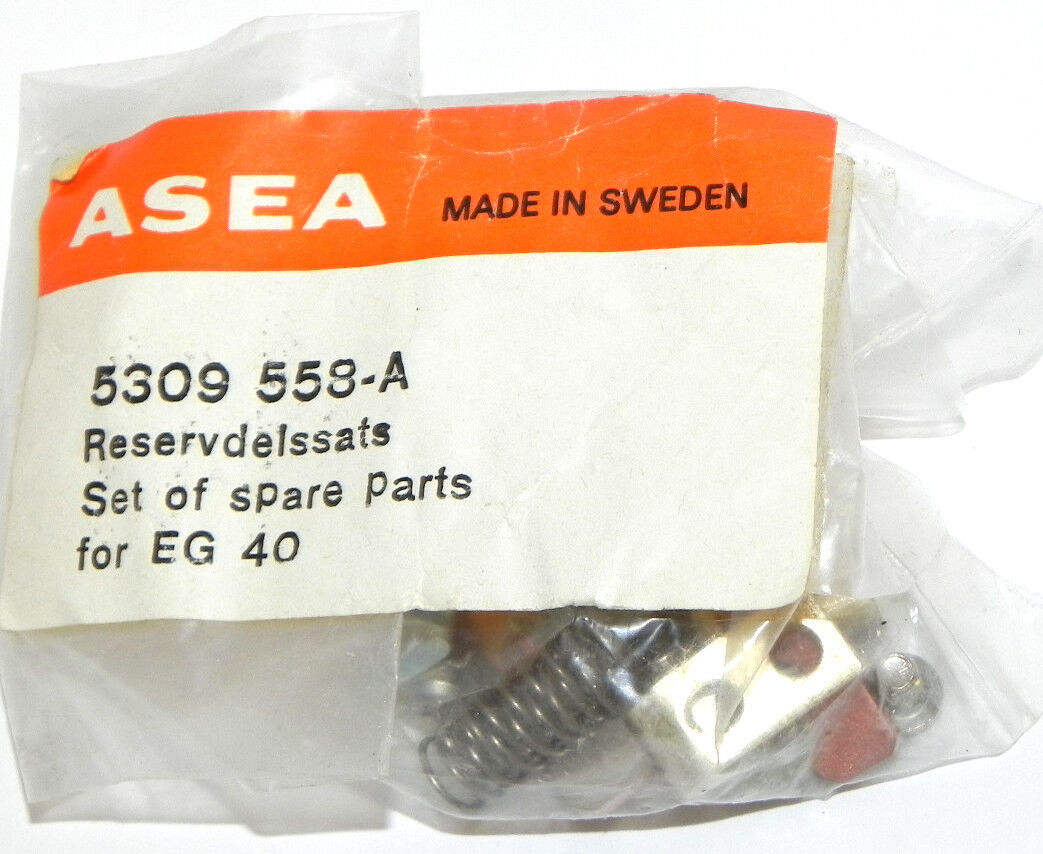 ASEA MADE IN SWEDEN
5309 558-A
Reservdelssats
Set of spare parts
for EG 40